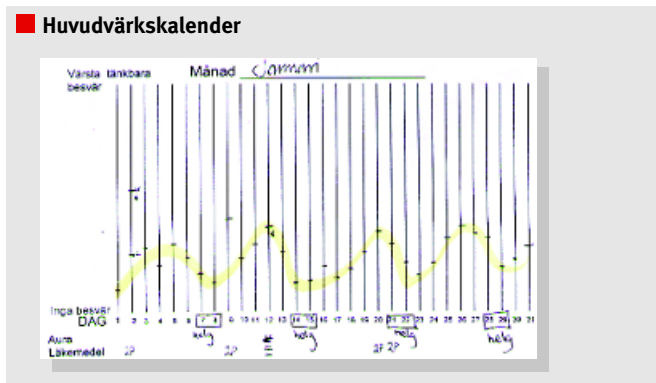 Huvudvärkskalender
Värsta tänkbara Månad Januari
besvär
Inga besvär
DAG 1 2 3 4 5 6 7 8 9 10 11 12 13 14 15 16 17 18 19 20 21 22 23 24 25 26 27 28 29 30 31
helg helg helg helg
Aura
Läkemedel 2P 2P 2P 2P